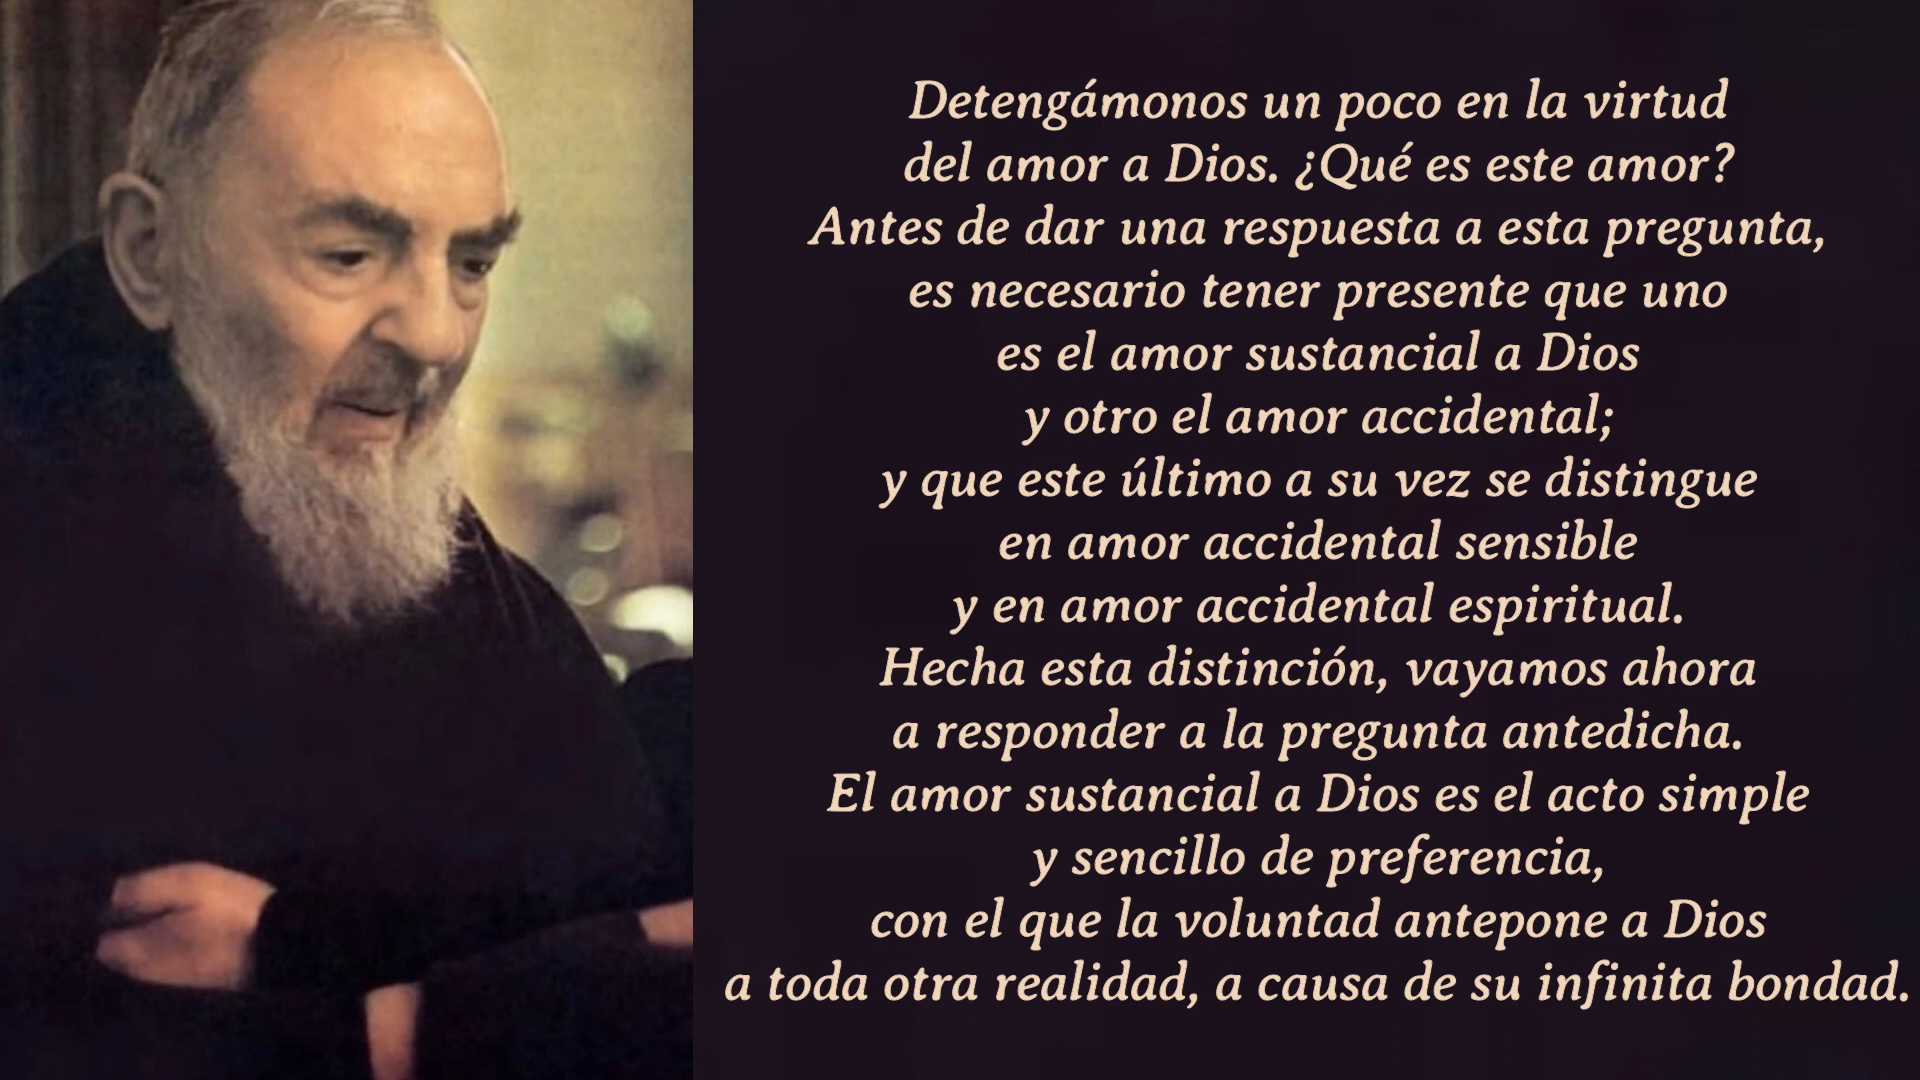 Detengámonos un poco en la virtud
del amor a Dios. ¿Qué es este amor?
Antes de dar una respuesta a esta pregunta,
es necesario tener presente que uno
es el amor sustancial a Dios
y otro el amor accidental;
y que este último a su vez se distingue
en amor accidental sensible
y en amor accidental espiritual.
Hecha esta distinción, vayamos ahora
a responder a la pregunta antedicha.
El amor sustancial a Dios es el acto simple
y sencillo de preferencia,
con el que la voluntad antepone a Dios
a toda otra realidad, a causa de su infinita bondad.